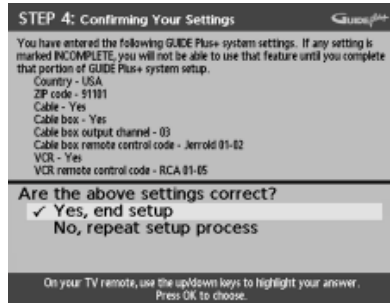 STEP 4: Confirming Your Settings
GUIDE Plus+
You have entered the following GUIDE Plus+ system settings. If any setting is
marked INCOMPLETE, you will not be able to use that feature until you complete
that portion of GUIDE Plus+ system setup.
Country - USA
ZIP code - 91101
Cable - Yes
Cable box - Yes
Cable box output channel - 03
Cable box remote control code - Jerrold 01-02
VCR - Yes
VCR remote control code - RCA 01-05
Are the above settings correct?
✓ Yes, end setup
No, repeat setup process
On your TV remote, use the up/down keys to highlight your answer.
Press OK to choose.